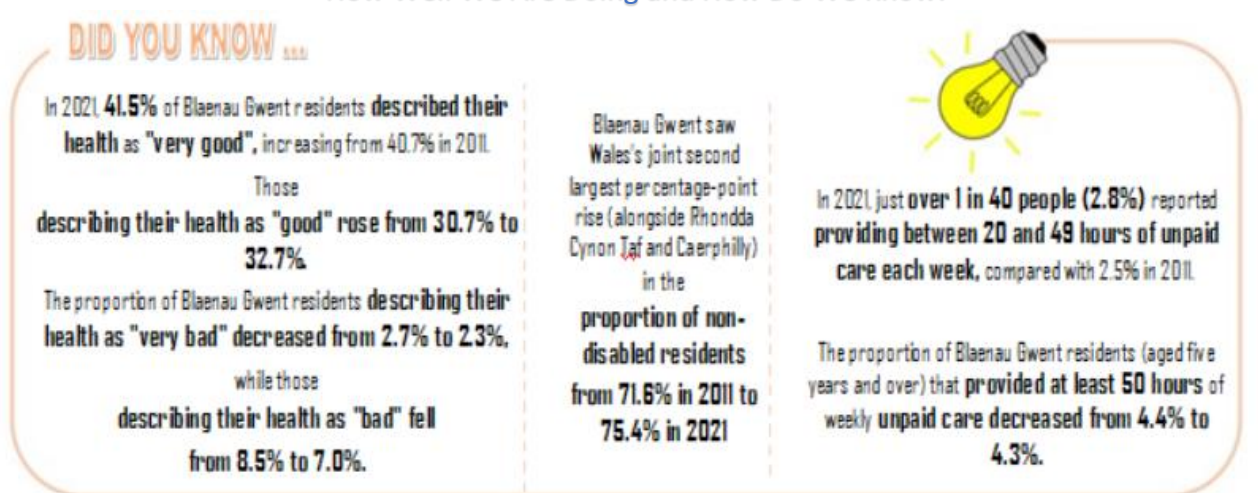 DID YOU KNOW ...
In 2021, 41.5% of Blaenau Gwent residents described their
health as "very good", increasing from 40.7% in 2011.
Those
describing their health as "good" rose from 30.7% to
32.7%.
The proportion of Blaenau Gwent residents describing their
health as "very bad" decreased from 2.7% to 2.3%,
while those
describing their health as "bad" fell
from 8.5% to 7.0%.
Blaenau Gwent saw
Wales's joint second
largest percentage-point
rise (alongside Rhondda
Cynon Taf and Caerphilly)
in the
proportion of non-
disabled residents
from 71.6% in 2011 to
75.4% in 2021
In 2021, just over 1 in 40 people (2.8%) reported
providing between 20 and 49 hours of unpaid
care each week, compared with 2.5% in 2011.
The proportion of Blaenau Gwent residents (aged five
years and over) that provided at least 50 hours of
weekly unpaid care decreased from 4.4% to
4.3%.